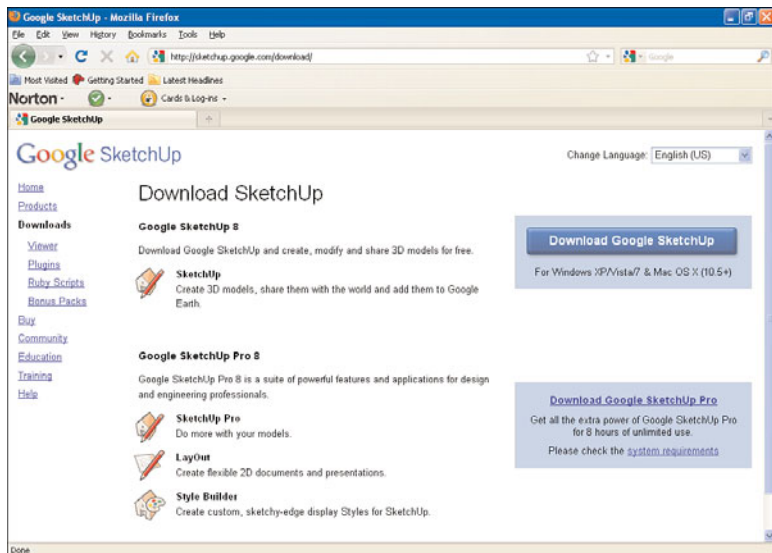 Google SketchUp - Mozilla Firefox
File Edit View History Bookmarks Tools Help
http://sketchup.google.com/download/
Google
Most Visited Getting Started Latest Headlines
Norton - Cards & Log-ins
Google SketchUp
Google SketchUp
Change Language: English (US)
Home
Products
Downloads
Viewer
Plugins
Ruby Scripts
Bonus Packs
Buy
Community
Education
Training
Help
Download SketchUp
Google SketchUp 8
Download Google SketchUp and create, modify and share 3D models for free.
SketchUp
Create 3D models, share them with the world and add them to Google
Earth.
Download Google SketchUp
For Windows XP/Vista/7 & Mac OS X (10.5+)
Google SketchUp Pro 8
Google SketchUp Pro 8 is a suite of powerful features and applications for design
and engineering professionals.
SketchUp Pro
Do more with your models.
LayOut
Create flexible 2D documents and presentations.
Style Builder
Create custom, sketchy-edge display Styles for SketchUp.
Download Google SketchUp Pro
Get all the extra power of Google SketchUp Pro
for 8 hours of unlimited use.
Please check the system requirements
Done